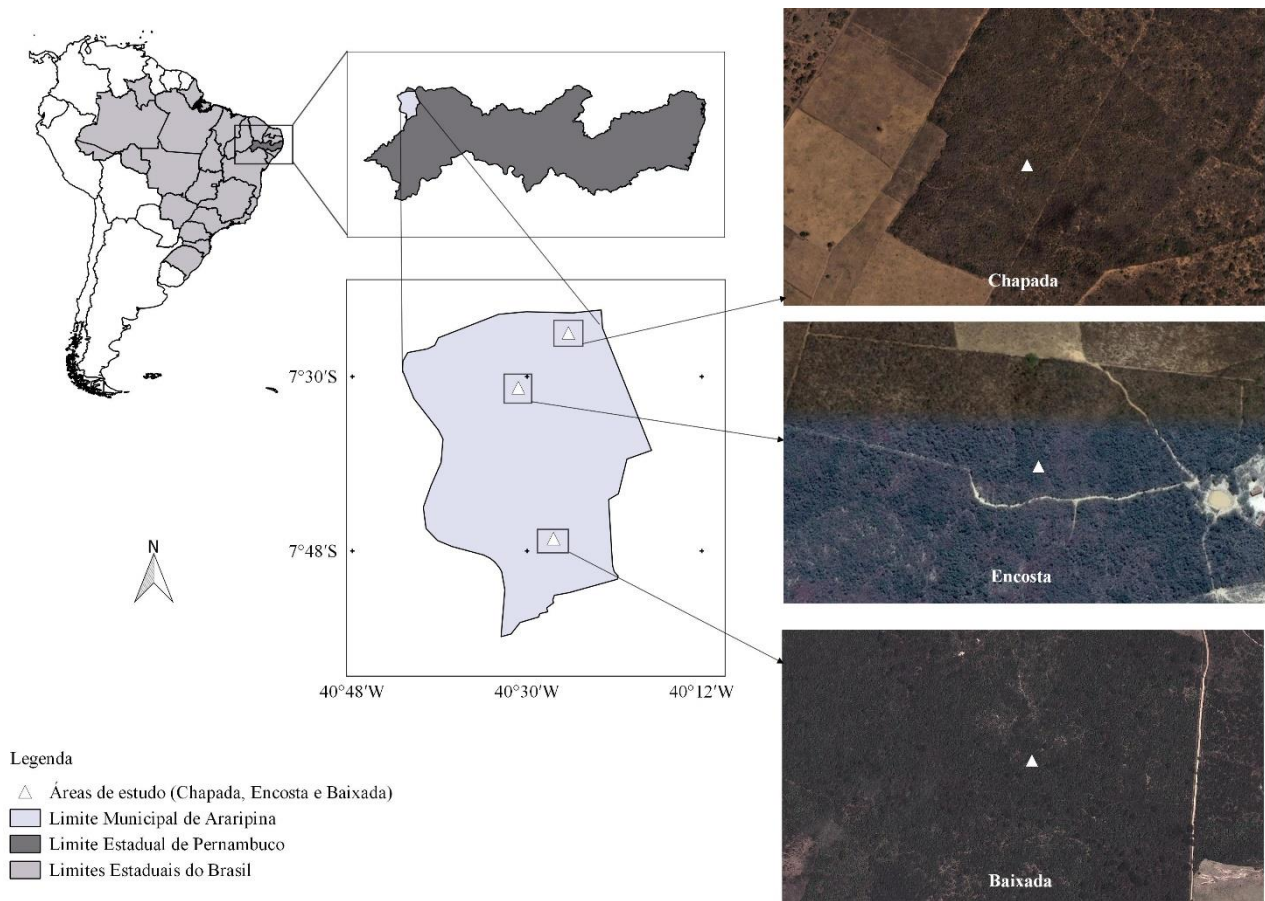 Chapada
7°30'S
Encosta
7°48'S
N
40°48'W 40°30'W 40°12'W
Baixada
Legenda
Áreas de estudo (Chapada, Encosta e Baixada)
Limite Municipal de Araripina
Limite Estadual de Pernambuco
Limites Estaduais do Brasil